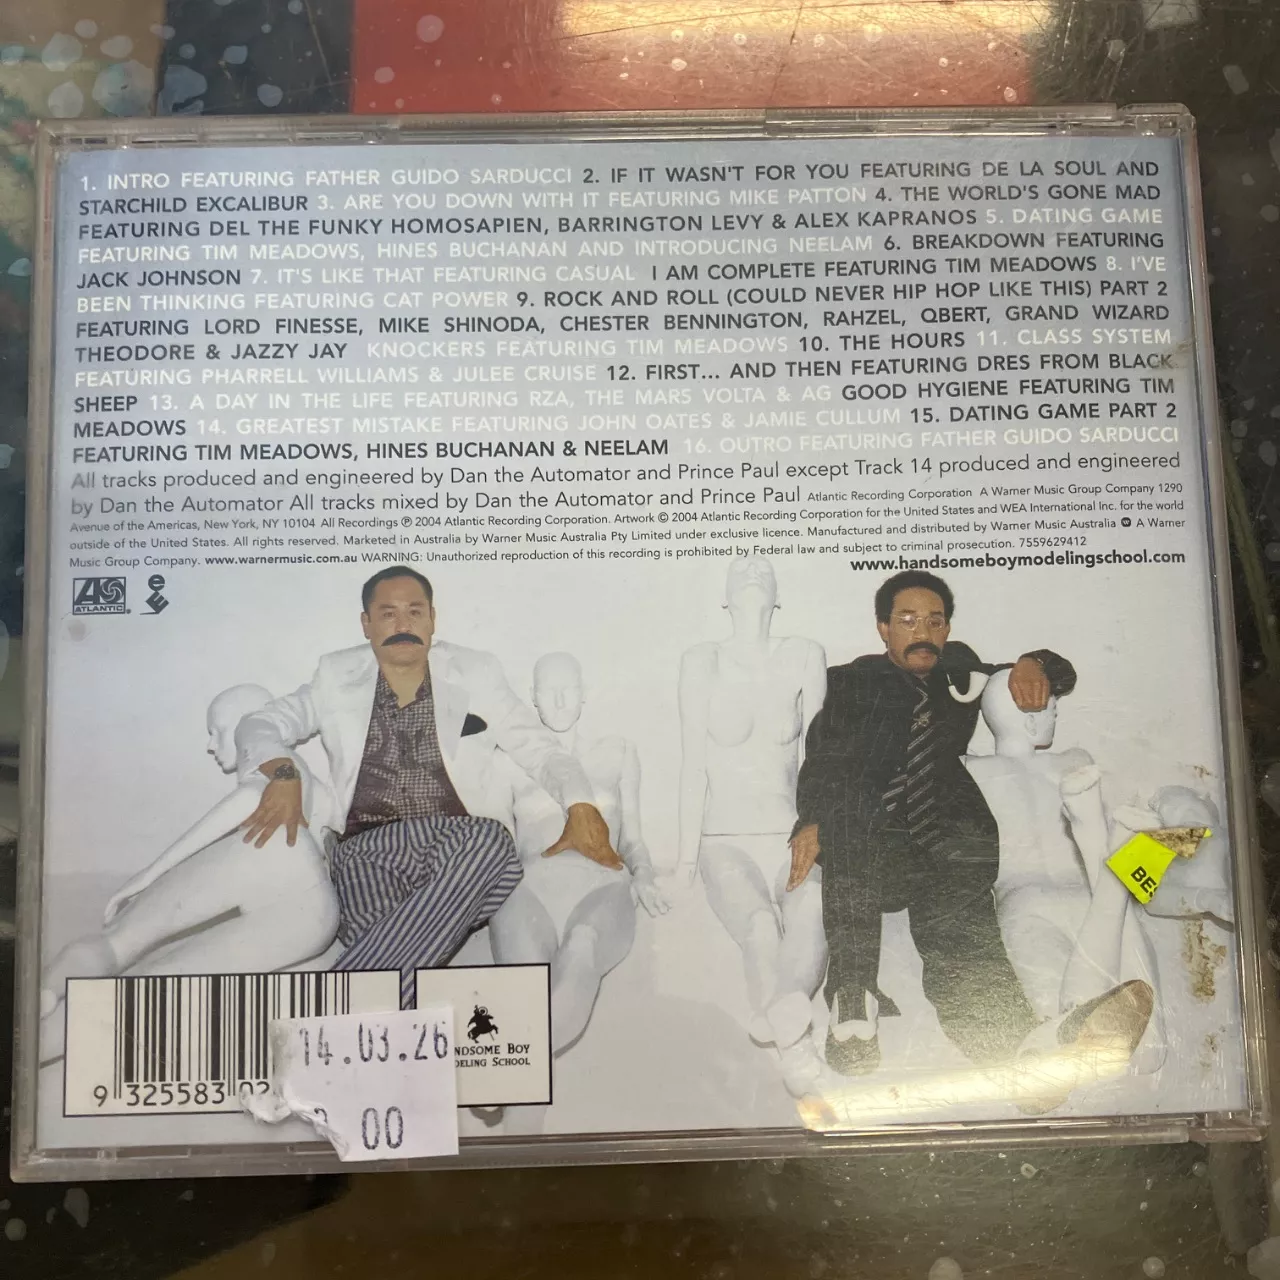 1. INTRO FEATURING FATHER GUIDO SARDUCCI 2. IF IT WASN'T FOR YOU FEATURING DE LA SOUL AND
STARCHILD EXCALIBUR 3. ARE YOU DOWN WITH IT FEATURING MIKE PATTON 4. THE WORLD'S GONE MAD
FEATURING DEL THE FUNKY HOMOSAPIEN, BARRINGTON LEVY & ALEX KAPRANOS 5. DATING GAME
FEATURING TIM MEADOWS, HINES BUCHANAN AND INTRODUCING NEELAM 6. BREAKDOWN FEATURING
JACK JOHNSON 7. IT'S LIKE THAT FEATURING CASUAL I AM COMPLETE FEATURING TIM MEADOWS 8. I'VE
BEEN THINKING FEATURING CAT POWER 9. ROCK AND ROLL (COULD NEVER HIP HOP LIKE THIS) PART 2
FEATURING LORD FINESSE, MIKE SHINODA, CHESTER BENNINGTON, RAHZEL, QBERT, GRAND WIZARD
THEODORE & JAZZY JAY KNOCKERS FEATURING TIM MEADOWS 10. THE HOURS 11. CLASS SYSTEM
FEATURING PHARRELL WILLIAMS & JULEE CRUISE 12. FIRST... AND THEN FEATURING DRES FROM BLACK
SHEEP 13. A DAY IN THE LIFE FEATURING RZA, THE MARS VOLTA & AG GOOD HYGIENE FEATURING TIM
MEADOWS 14. GREATEST MISTAKE FEATURING JOHN OATES & JAMIE CULLUM 15. DATING GAME PART 2
FEATURING TIM MEADOWS, HINES BUCHANAN & NEELAM 16. OUTRO FEATURING FATHER GUIDO SARDUCCI
All tracks produced and engineered by Dan the Automator and Prince Paul except Track 14 produced and engineered
by Dan the Automator All tracks mixed by Dan the Automator and Prince Paul Atlantic Recording Corporation A Warner Music Group Company 1290
Avenue of the Americas, New York, NY 10104 All Recordings ℗ 2004 Atlantic Recording Corporation. Artwork © 2004 Atlantic Recording Corporation for the United States and WEA International Inc. for the world
outside of the United States. All rights reserved. Marketed in Australia by Warner Music Australia Pty Limited under exclusive licence. Manufactured and distributed by Warner Music Australia A Warner
Music Group Company. www.warnermusic.com.au WARNING: Unauthorized reproduction of this recording is prohibited by Federal law and subject to criminal prosecution. 7559629412
www.handsomeboymodelingschool.com
ATLANTIC
BE
14.03.26
NDSOME BOY
DELING SCHOOL
9 325583 02
00